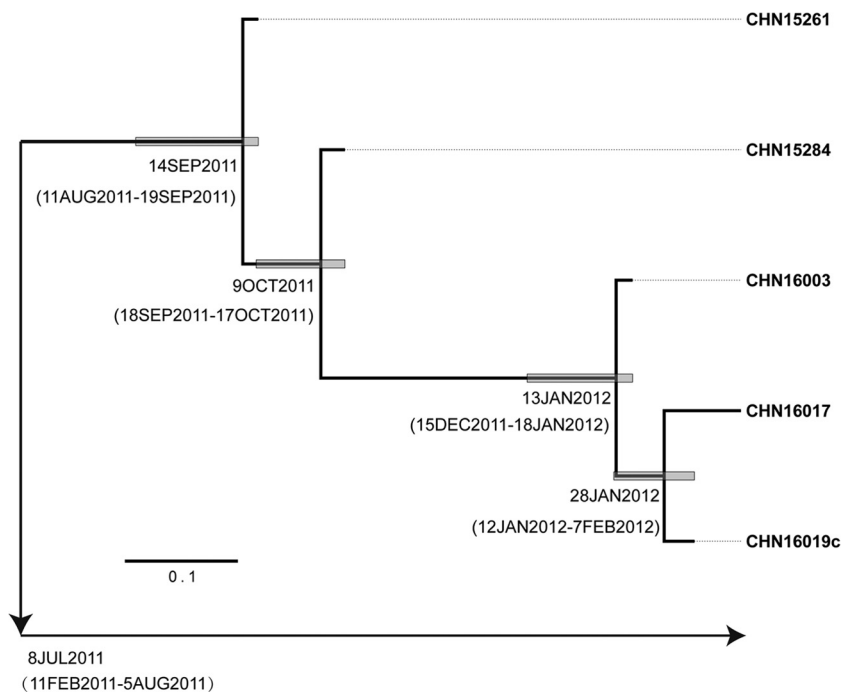 CHN15261
CHN15284
14SEP2011
(11AUG2011-19SEP2011)
CHN16003
9OCT2011
(18SEP2011-17OCT2011)
13JAN2012
CHN16017
(15DEC2011-18JAN2012)
28JAN2012
(12JAN2012-7FEB2012)
CHN16019c
0.1
8JUL2011
(11FEB2011-5AUG2011)